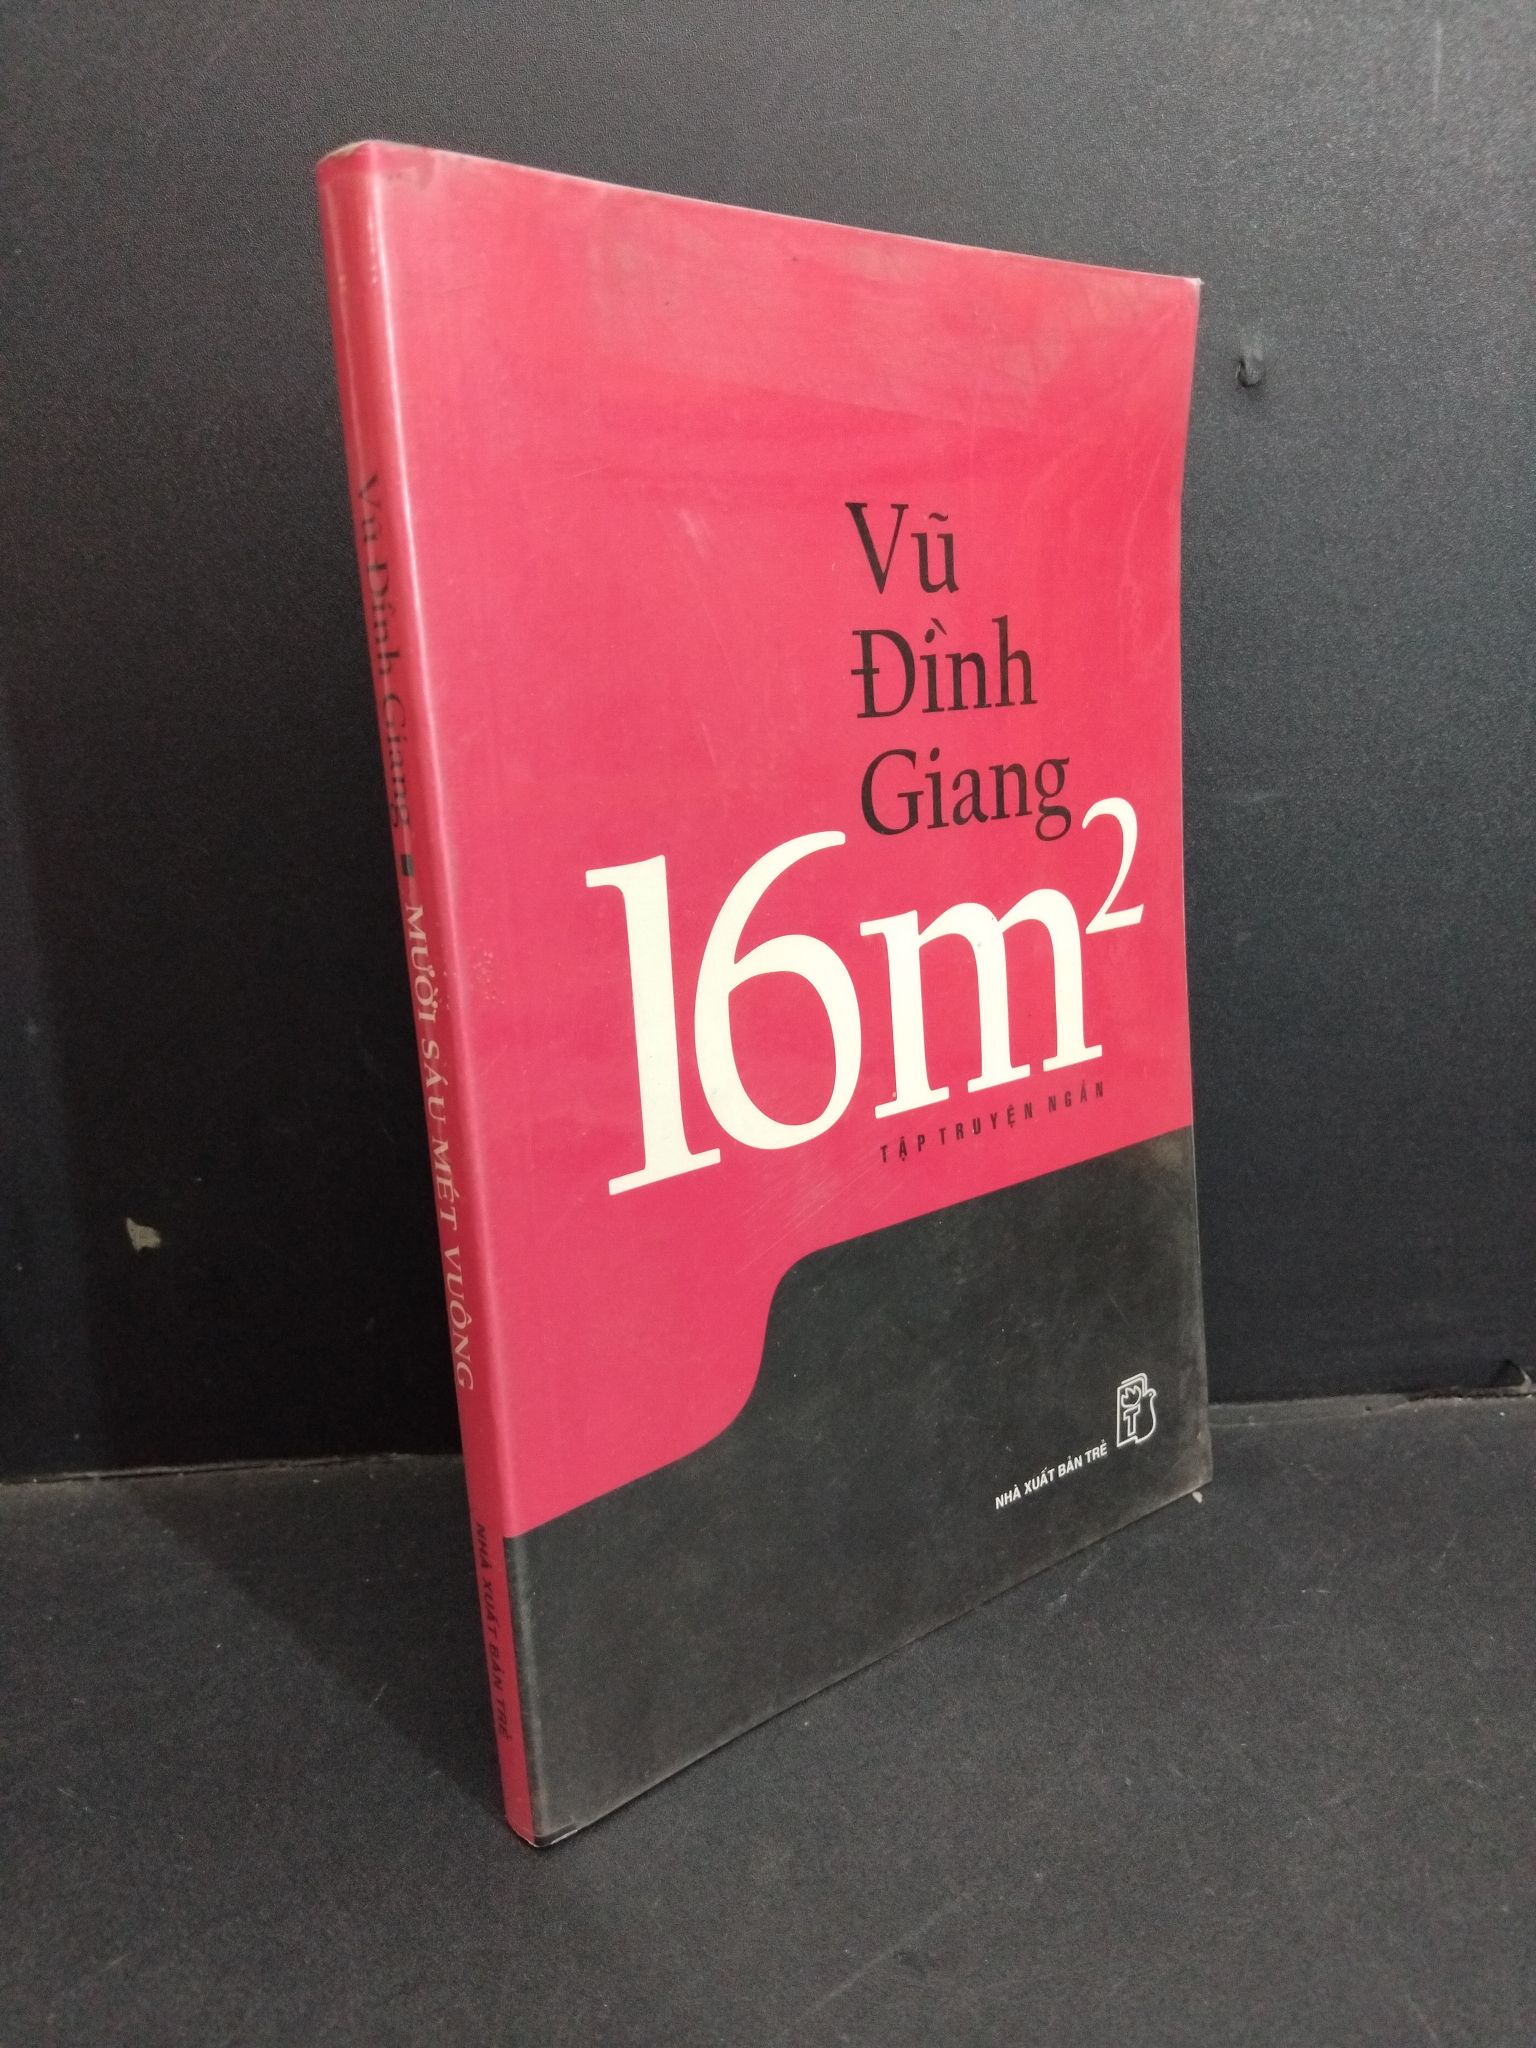 Vũ
Đình
Giang
16m²
TẬP TRUYỆN NGẮN
NHÀ XUẤT BẢN TRẺ
T
Vũ Đình Giang ■ MƯỜI SÁU MÉT VUÔNG
NHÀ XUẤT BẢN TRẺ